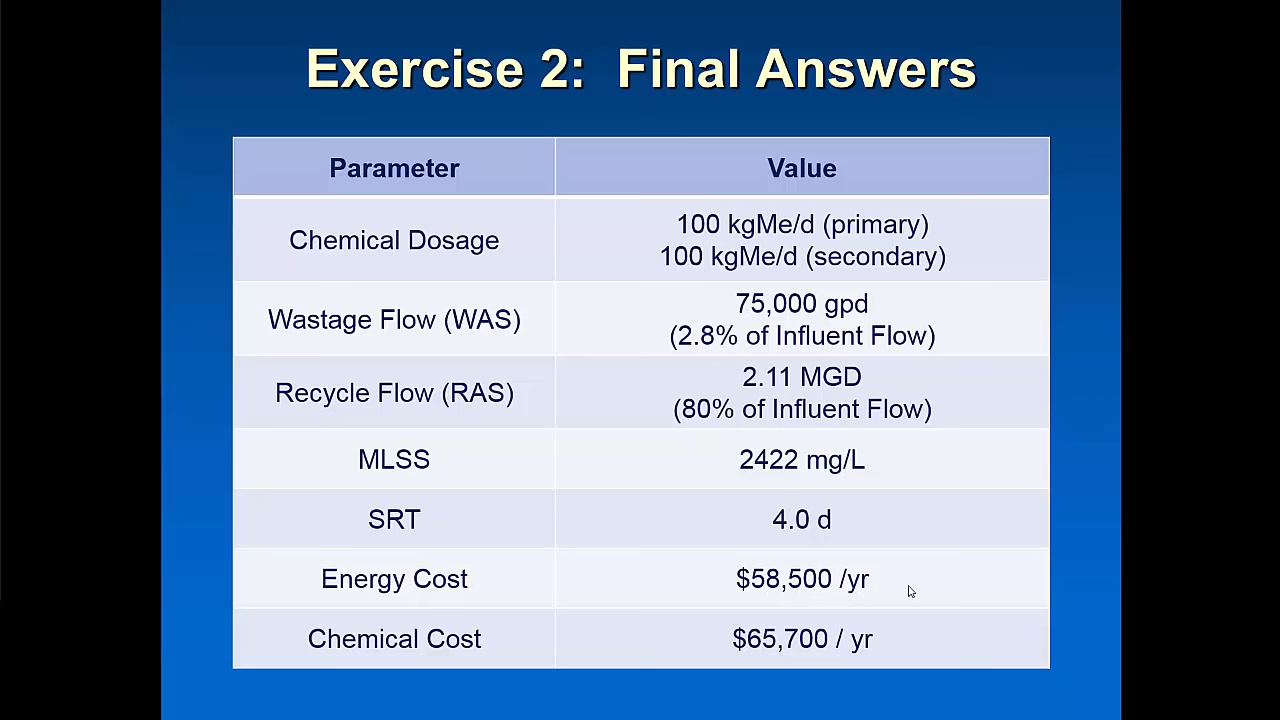 Exercise 2:  Final Answers
Parameter
Value
Chemical Dosage
100 kgMe/d (primary)
100 kgMe/d (secondary)
Wastage Flow (WAS)
75,000 gpd
(2.8% of Influent Flow)
Recycle Flow (RAS)
2.11 MGD
(80% of Influent Flow)
MLSS
2422 mg/L
SRT
4.0 d
Energy Cost
$58,500 /yr
Chemical Cost
$65,700 / yr